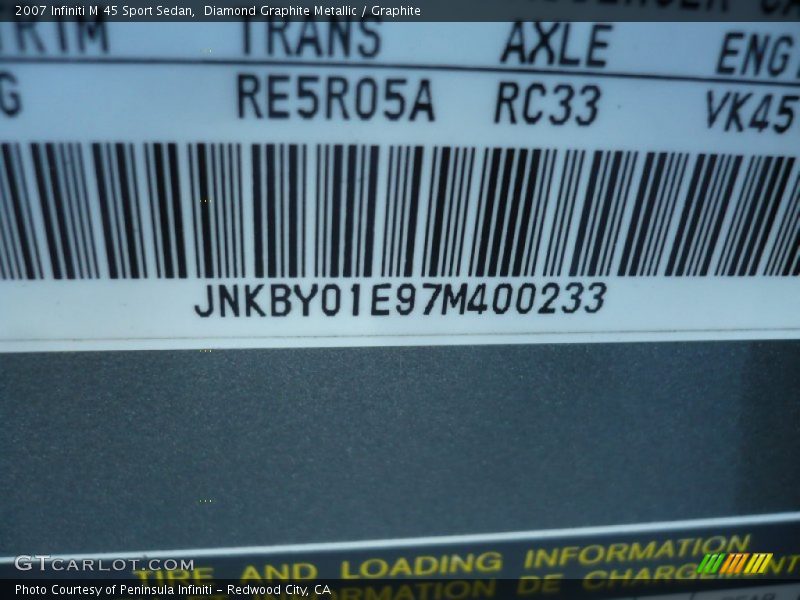 2007 Infiniti M 45 Sport Sedan,  Diamond Graphite Metallic / Graphite
TRIM TRANS AXLE
RE5R05A RC33 VK45
JNKBY01E97M400233
TIRE AND LOADING INFORMATION
GTCARLOT.COM
Photo Courtesy of Peninsula Infiniti – Redwood City, CA
DE